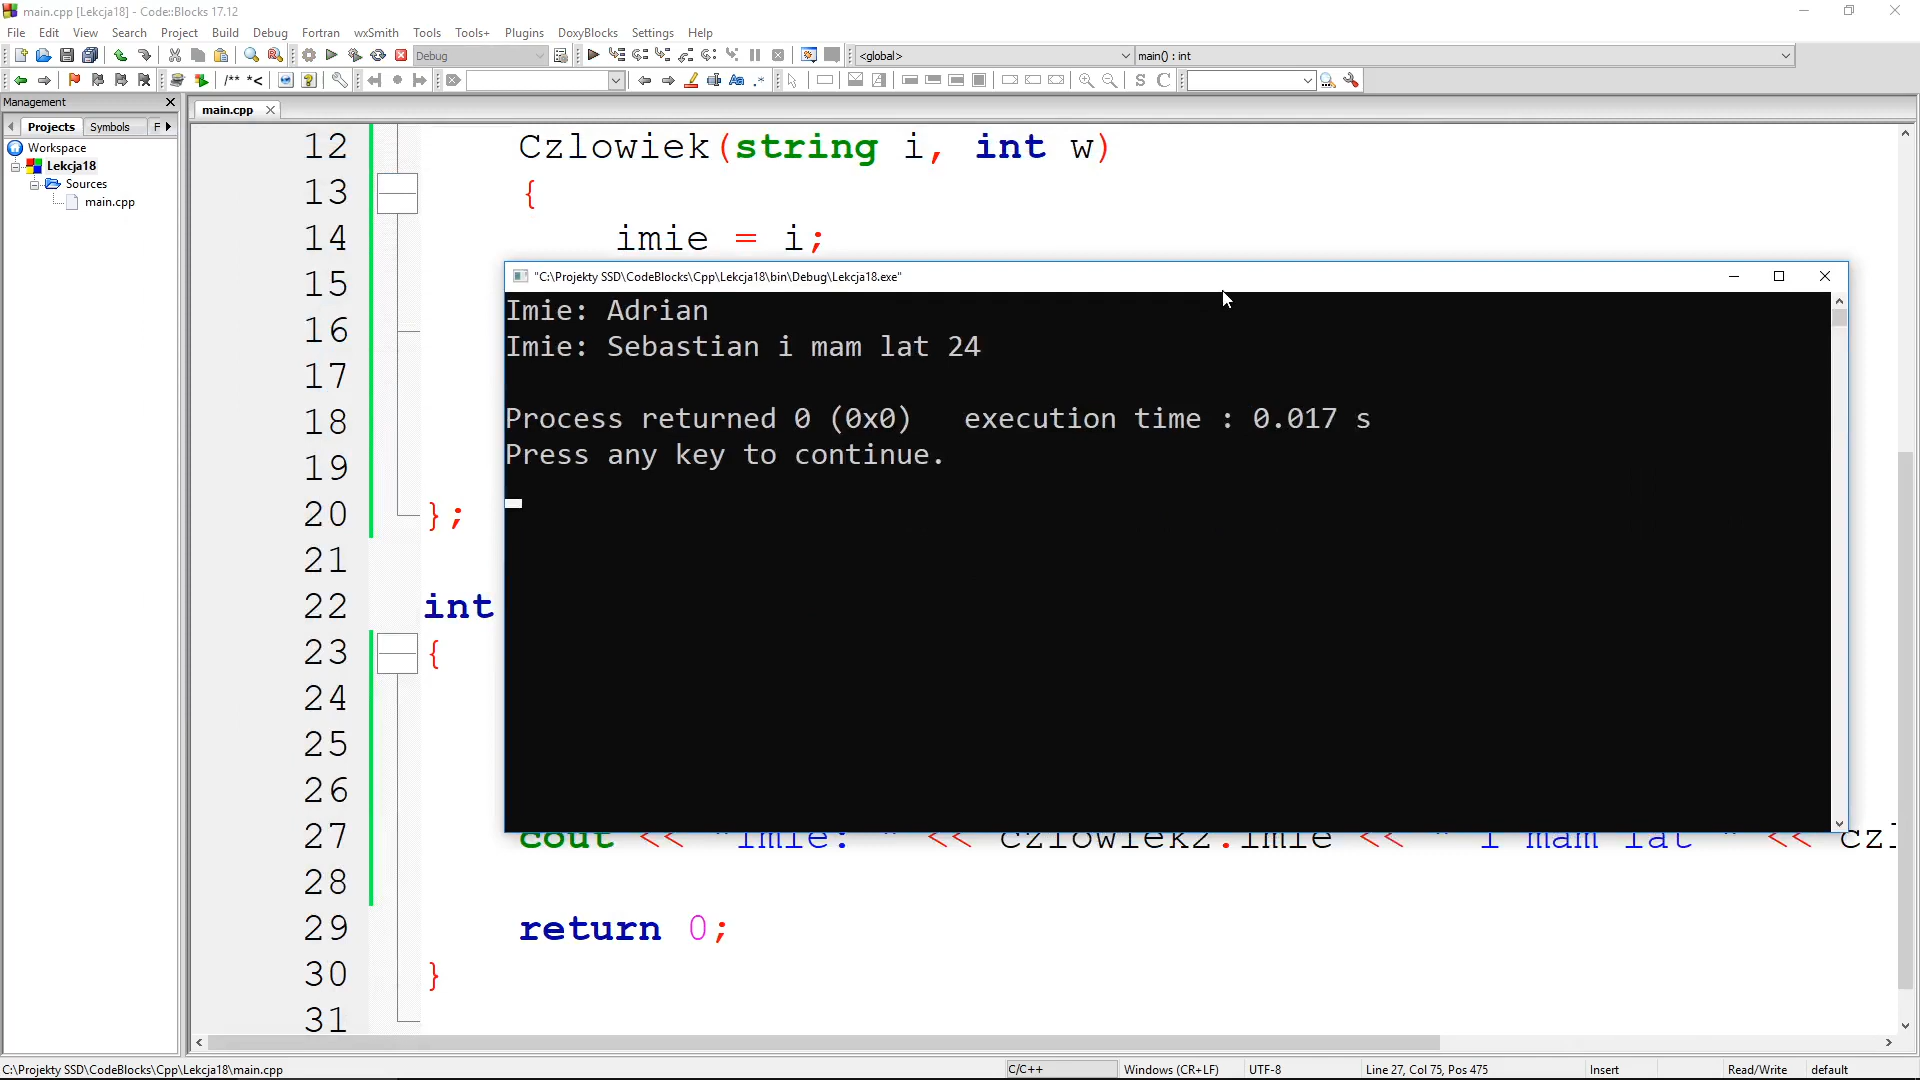 main.cpp [Lekcja18] - Code::Blocks 17.12
File Edit View Search Project Build Debug Fortran wxSmith Tools Tools+ Plugins DoxyBlocks Settings Help
Debug <global> main() : int
/** *<
Management
main.cpp
Projects Symbols F
Workspace
Lekcja18
Sources
main.cpp
12 Czlowiek(string i, int w)
13 {
14 imie = i;
15
16
17
18
19
20 };
21
22 int
23 {
24
25
26
27 cout << "Imie: " << czlowiek2.imie << " i mam lat " <<
28
29 return 0;
30 }
31
"C:\Projekty SSD\CodeBlocks\Cpp\Lekcja18\bin\Debug\Lekcja18.exe"
Imie: Adrian
Imie: Sebastian i mam lat 24
Process returned 0 (0x0)   execution time : 0.017 s
Press any key to continue.
C:\Projekty SSD\CodeBlocks\Cpp\Lekcja18\main.cpp C/C++ Windows (CR+LF) UTF-8 Line 27, Col 75, Pos 475 Insert Read/Write default